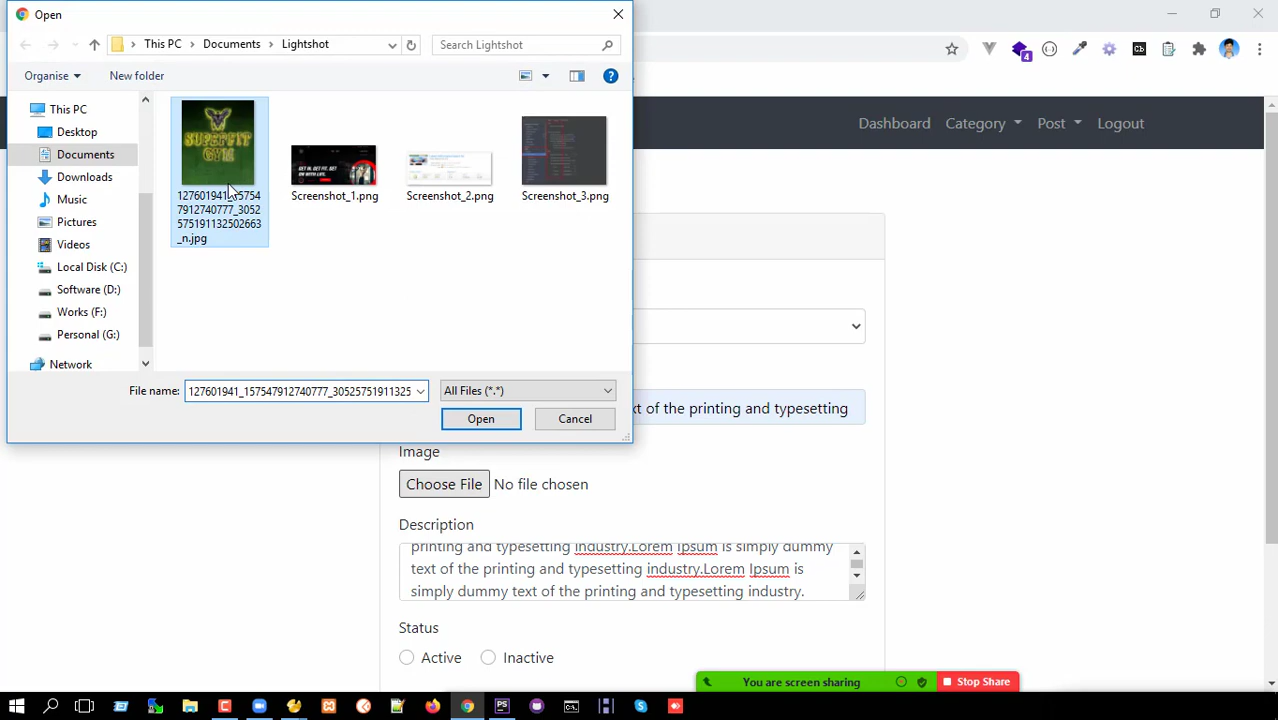 Open
This PC
Documents
Lightshot
Search Lightshot
Organise
New folder
This PC
Desktop
Documents
Downloads
Music
Pictures
Videos
Local Disk (C:)
Software (D:)
Works (F:)
Personal (G:)
Network
SUPERFIT
GYM
7912740777_3052
575191132502663
_n.jpg
Screenshot_1.png
Screenshot_2.png
Screenshot_3.png
File name:
127601941_157547912740777_30525751911325
All Files (*.*)
Open
Cancel
4
Cb
Dashboard
Category
Post
Logout
xt of the printing and typesetting
Image
Choose File
No file chosen
Description
printing and typesetting industry.Lorem Ipsum is simply dummy
text of the printing and typesetting industry.Lorem Ipsum is
simply dummy text of the printing and typesetting industry.
Status
Active
Inactive
You are screen sharing
Stop Share
PS